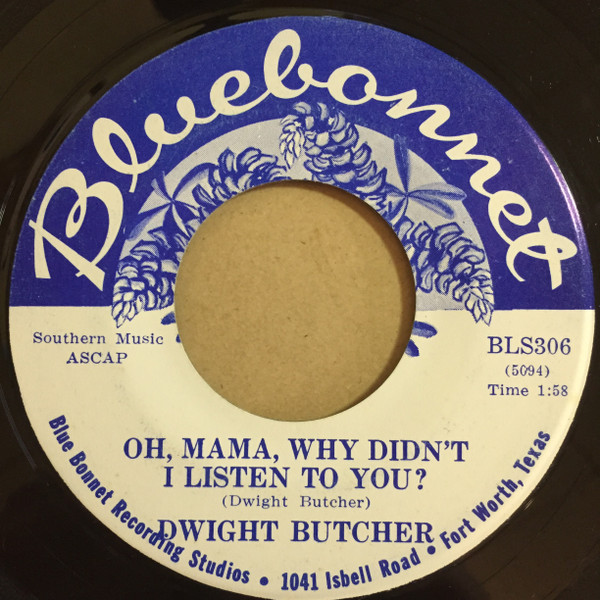 Bluebonnet
Southern Music
ASCAP
BLS306
(5094)
Time 1:58
OH, MAMA, WHY DIDN'T
I LISTEN TO YOU?
(Dwight Butcher)
DWIGHT BUTCHER
Blue Bonnet Recording Studios • 1041 Isbell Road • Fort Worth, Texas